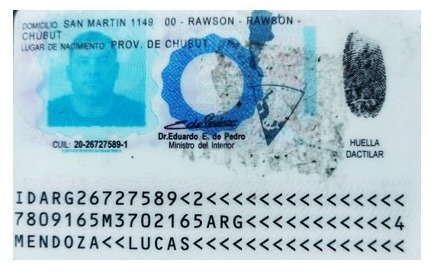 DOMICILIO: SAN MARTIN 1149 00 - RAWSON - RAWSON -
CHUBUT
LUGAR DE NACIMIENTO: PROV. DE CHUBUT
CUIL: 20-26727589-1
Dr. Eduardo E. de Pedro
Ministro del Interior
HUELLA
DACTILAR
IDARG26727589<2<<<<<<<<<<<<<<<
7809165M3702165ARG<<<<<<<<<<<4
MENDOZA<<LUCAS<<<<<<<<<<<<<<<<